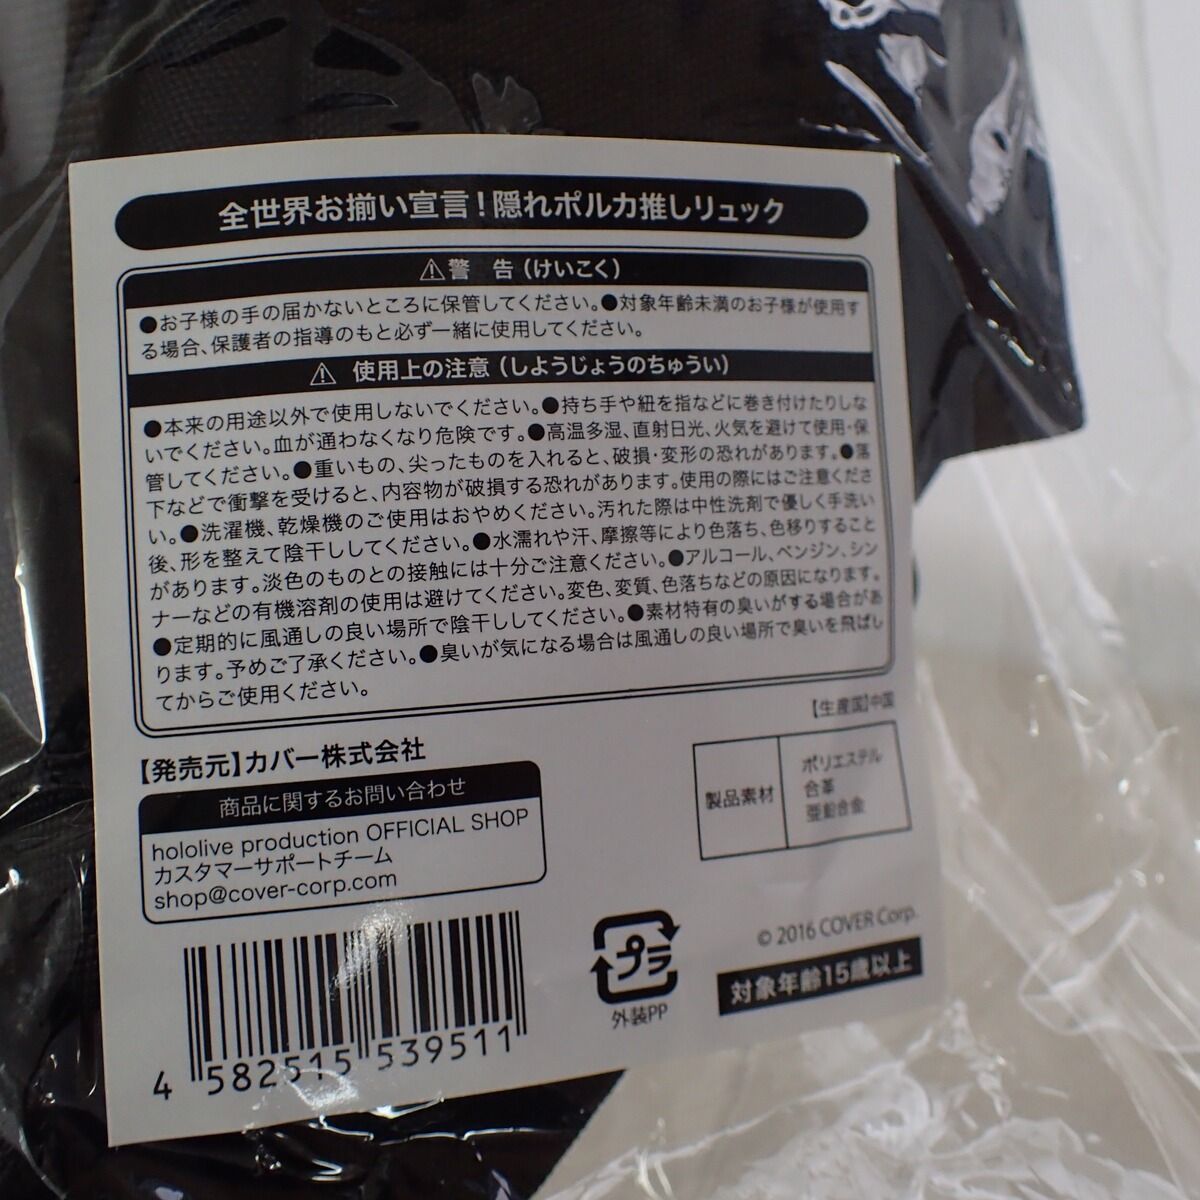 全世界お揃い宣言！隠れポルカ推しリュック
⚠警　告（けいこく）
●お子様の手の届かないところに保管してください。●対象年齢未満のお子様が使用す
る場合、保護者の指導のもと必ず一緒に使用してください。
⚠ 使用上の注意（しようじょうのちゅうい）
●本来の用途以外で使用しないでください。●持ち手や紐を指などに巻き付けたりしな
いでください。血が通わなくなり危険です。●高温多湿、直射日光、火気を避けて使用・保
管してください。●重いもの、尖ったものを入れると、破損・変形の恐れがあります。●落
下などで衝撃を受けると、内容物が破損する恐れがあります。使用の際にはご注意くださ
い。●洗濯機、乾燥機のご使用はおやめください。汚れた際は中性洗剤で優しく手洗い
後、形を整えて陰干ししてください。●水濡れや汗、摩擦等により色落ち、色移りすること
があります。淡色のものとの接触には十分ご注意ください。●アルコール、ベンジン、シン
ナーなどの有機溶剤の使用は避けてください。変色、変質、色落ちなどの原因になります。
●定期的に風通しの良い場所で陰干ししてください。●素材特有の臭いがする場合があ
ります。予めご了承ください。●臭いが気になる場合は風通しの良い場所で臭いを飛ばし
てからご使用ください。
【発売元】カバー株式会社
商品に関するお問い合わせ
hololive production OFFICIAL SHOP
カスタマーサポートチーム
shop@cover-corp.com
【生産国】中国
製品素材
ポリエステル
合革
亜鉛合金
プラ
外装PP
© 2016 COVER Corp.
対象年齢15歳以上
4 582515 539511